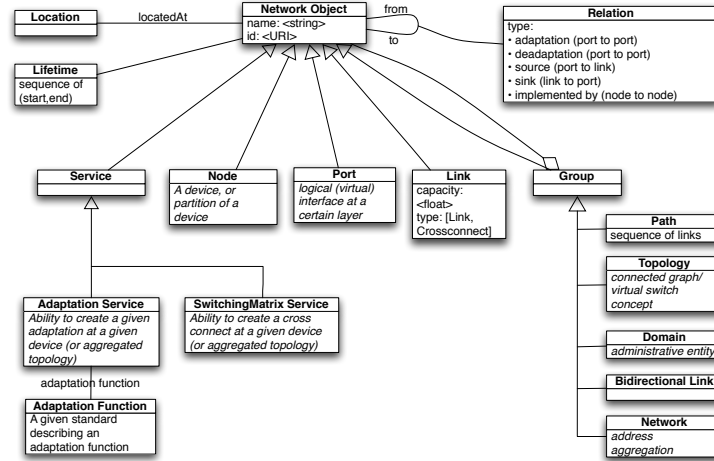 Location
locatedAt
Network Object
name: <string>
id: <URI>
from
to
Relation
type:
• adaptation (port to port)
• deadaptation (port to port)
• source (port to link)
• sink (link to port)
• implemented by (node to node)
Lifetime
sequence of
(start,end)
Service
Node
A device, or
partition of a
device
Port
logical (virtual)
interface at a
certain layer
Link
capacity:
<float>
type: [Link,
Crossconnect]
Group
Path
sequence of links
Topology
connected graph/
virtual switch
concept
Domain
administrative entity
Bidirectional Link
Network
address
aggregation
Adaptation Service
Ability to create a given
adaptation at a given
device (or aggregated
topology)
SwitchingMatrix Service
Ability to create a cross
connect at a given device
(or aggregated topology)
adaptation function
Adaptation Function
A given standard
describing an
adaptation function